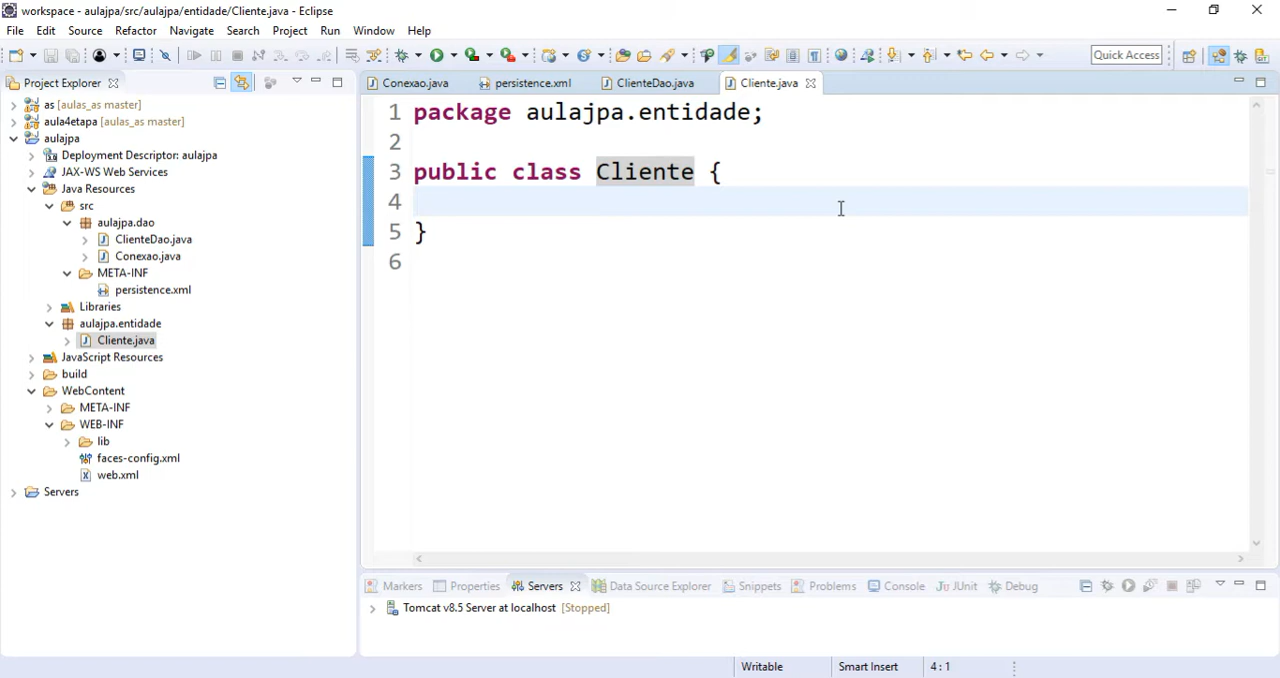 workspace - aulajpa/src/aulajpa/entidade/Cliente.java - Eclipse
File Edit Source Refactor Navigate Search Project Run Window Help
Quick Access
Project Explorer
Conexao.java persistence.xml ClienteDao.java Cliente.java
as [aulas_as master]
aula4etapa [aulas_as master]
aulajpa
Deployment Descriptor: aulajpa
JAX-WS Web Services
Java Resources
src
aulajpa.dao
ClienteDao.java
Conexao.java
META-INF
persistence.xml
Libraries
aulajpa.entidade
Cliente.java
JavaScript Resources
build
WebContent
META-INF
WEB-INF
lib
faces-config.xml
web.xml
Servers
1 package aulajpa.entidade;
2
3 public class Cliente {
4
5 }
6
Markers Properties Servers Data Source Explorer Snippets Problems Console JUnit Debug
Tomcat v8.5 Server at localhost [Stopped]
Writable Smart Insert 4 : 1